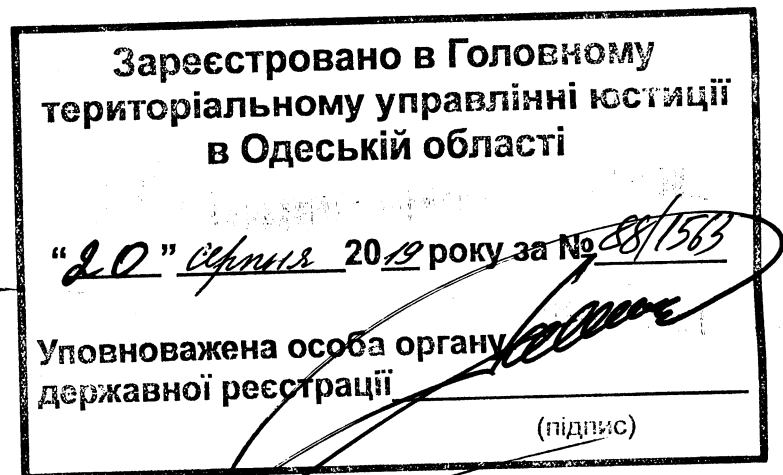 Зареєстровано в Головному
територіальному управлінні юстиції
в Одеській області
“20” серпня 2019 року за № 88/1563
Уповноважена особа органу
державної реєстрації
(підпис)